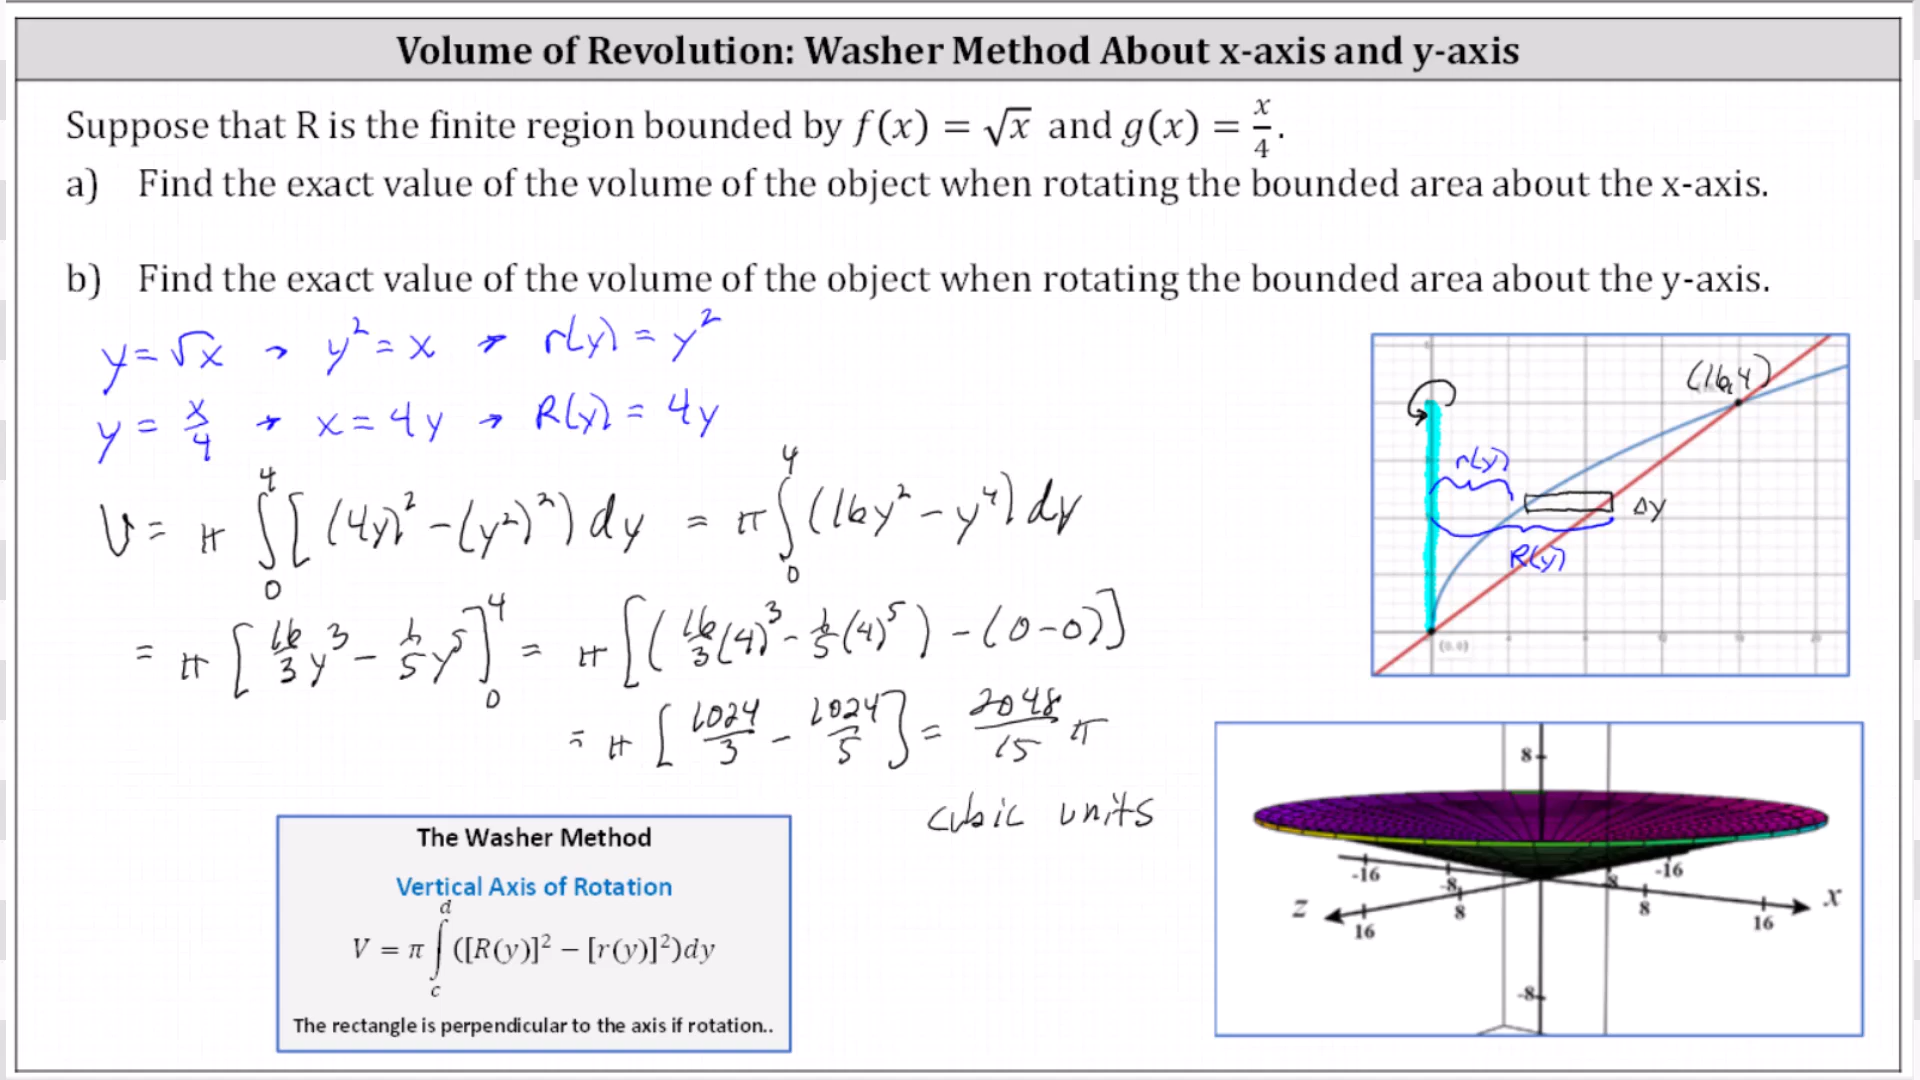 Volume of Revolution: Washer Method About x-axis and y-axis
Suppose that R is the finite region bounded by f(x) = √x and g(x) = x/4.
a) Find the exact value of the volume of the object when rotating the bounded area about the x-axis.
b) Find the exact value of the volume of the object when rotating the bounded area about the y-axis.
y = √x → y² = x → r(y) = y²
y = x/4 → x = 4y → R(y) = 4y
V = π ∫₀⁴ [(4y)² - (y²)²) dy = π ∫₀⁴ (16y² - y⁴) dy
= π [16/3 y³ - 1/5 y⁵]₀⁴ = π [(16/3 (4)³ - 1/5 (4)⁵) - (0-0)]
= π [1024/3 - 1024/5] = 2048/15 π
cubic units
The Washer Method
Vertical Axis of Rotation
V = π ∫_c^d ([R(y)]² − [r(y)]²)dy
The rectangle is perpendicular to the axis if rotation..
(16,4)
r(y)
Δy
R(y)
(0,0)
8
-16
-8
8
-16
z
16
8
8
16
x
-8